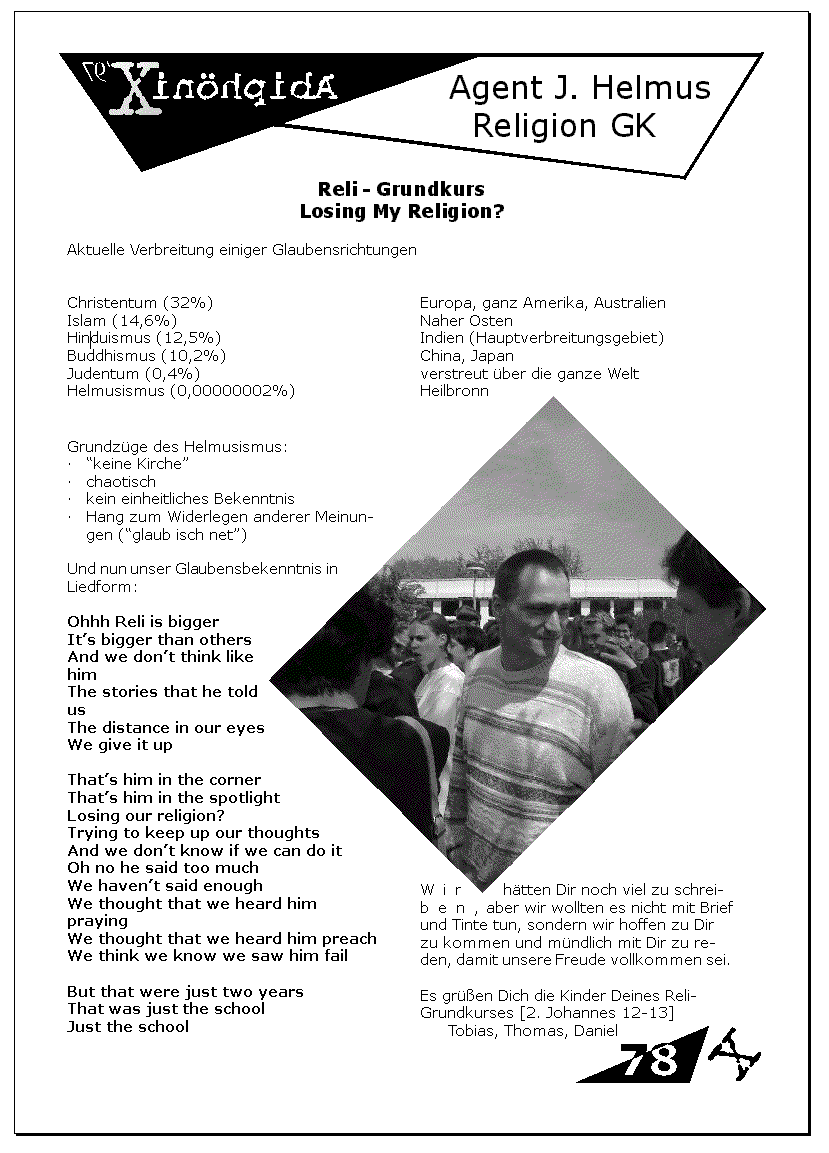 AbiphöniX '97
Agent J. Helmus
Religion GK
Reli - Grundkurs
Losing My Religion?
Aktuelle Verbreitung einiger Glaubensrichtungen
Christentum (32%) Europa, ganz Amerika, Australien
Islam (14,6%) Naher Osten
Hinduismus (12,5%) Indien (Hauptverbreitungsgebiet)
Buddhismus (10,2%) China, Japan
Judentum (0,4%) verstreut über die ganze Welt
Helmusismus (0,00000002%) Heilbronn
Grundzüge des Helmusismus:
· “keine Kirche”
· chaotisch
· kein einheitliches Bekenntnis
· Hang zum Widerlegen anderer Meinun-
gen (“glaub isch net”)
Und nun unser Glaubensbekenntnis in
Liedform:
Ohhh Reli is bigger
It’s bigger than others
And we don’t think like
him
The stories that he told
us
The distance in our eyes
We give it up
That’s him in the corner
That’s him in the spotlight
Losing our religion?
Trying to keep up our thoughts
And we don’t know if we can do it
Oh no he said too much
We haven’t said enough
We thought that we heard him
praying
We thought that we heard him preach
We think we know we saw him fail
But that were just two years
That was just the school
Just the school
W i r hätten Dir noch viel zu schrei-
b e n , aber wir wollten es nicht mit Brief
und Tinte tun, sondern wir hoffen zu Dir
zu kommen und mündlich mit Dir zu re-
den, damit unsere Freude vollkommen sei.
Es grüßen Dich die Kinder Deines Reli-
Grundkurses [2. Johannes 12-13]
Tobias, Thomas, Daniel
78 X